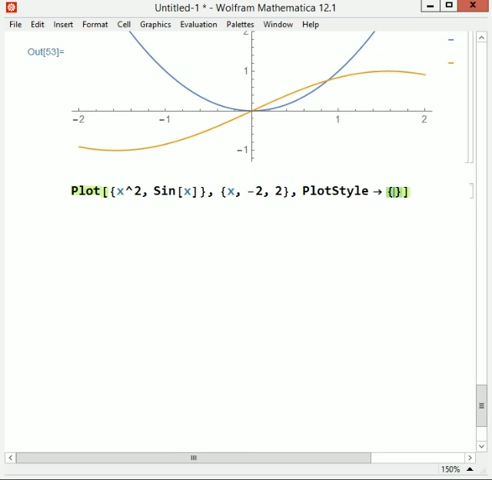 Untitled-1 * - Wolfram Mathematica 12.1
File Edit Insert Format Cell Graphics Evaluation Palettes Window Help
2
Out[53]=
1
-2 -1 1 2
-1
Plot[{x^2, Sin[x]}, {x, -2, 2}, PlotStyle → {}]
150%